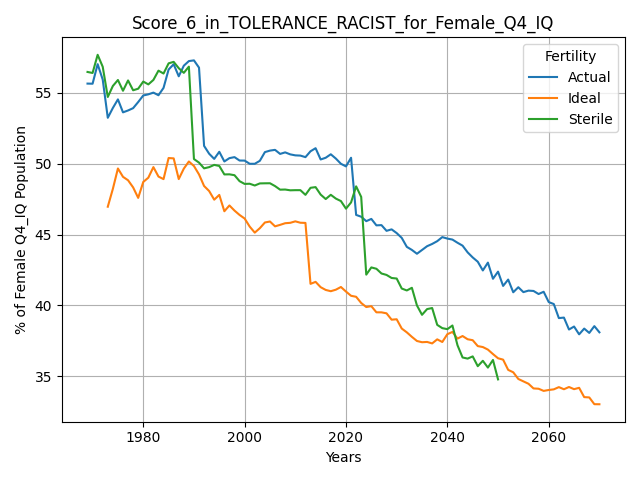 Score_6_in_TOLERANCE_RACIST_for_Female_Q4_IQ
% of Female Q4_IQ Population
55
50
45
40
35
Fertility
Actual
Ideal
Sterile
1980 2000 2020 2040 2060
Years